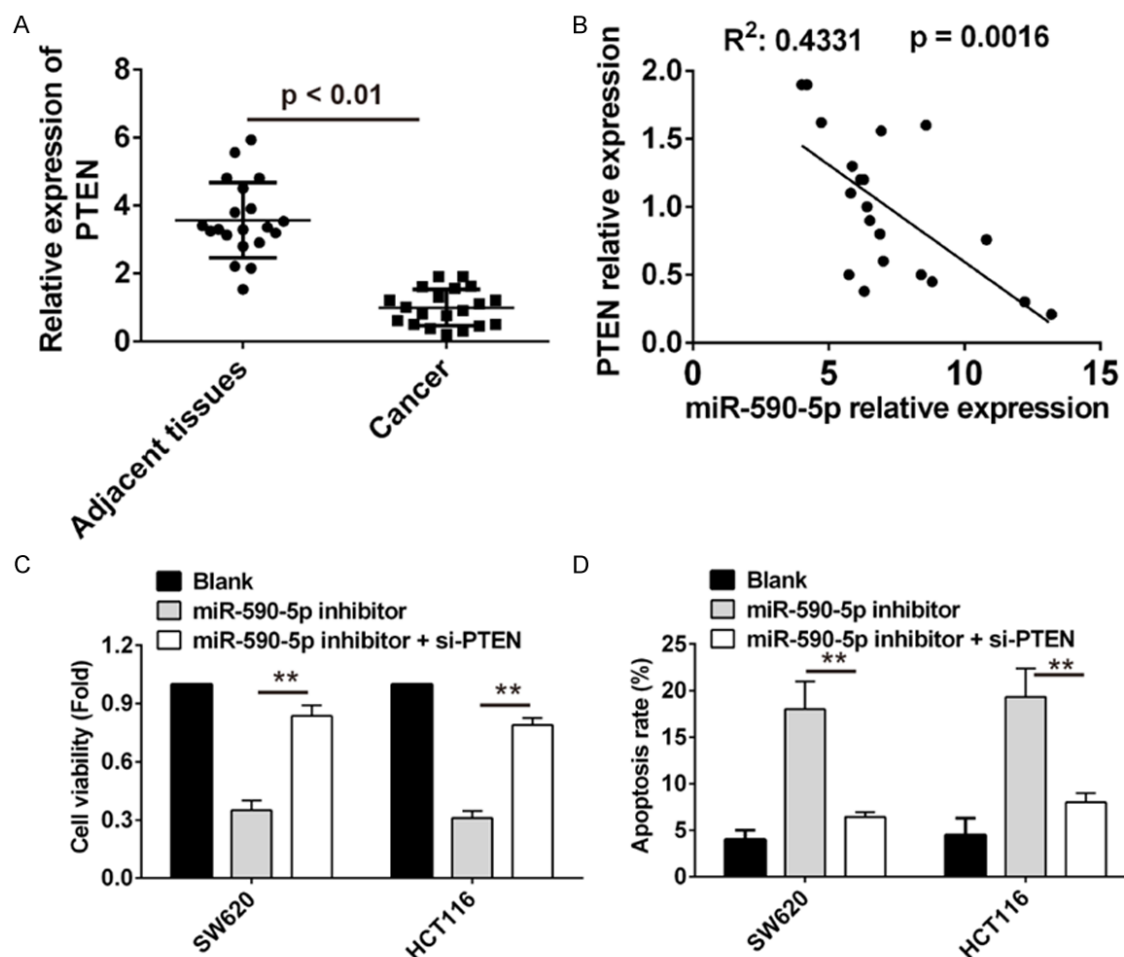 A
Relative expression of
PTEN
8
6
4
2
0
p < 0.01
Adjacent tissues
Cancer
B
R²: 0.4331 p = 0.0016
PTEN relative expression
2.0
1.5
1.0
0.5
0.0
0 5 10 15
miR-590-5p relative expression
C
Blank
miR-590-5p inhibitor
miR-590-5p inhibitor + si-PTEN
Cell viability (Fold)
1.2
0.9
0.6
0.3
0.0
**
**
SW620
HCT116
D
Blank
miR-590-5p inhibitor
miR-590-5p inhibitor + si-PTEN
Apoptosis rate (%)
25
20
15
10
5
0
**
**
SW620
HCT116